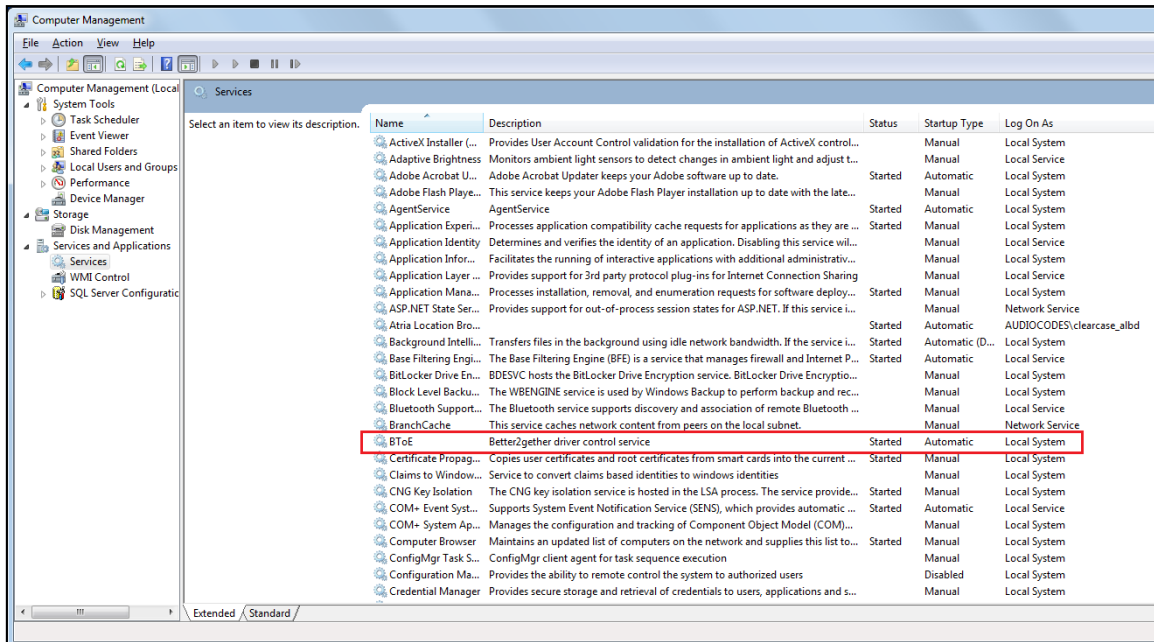 Computer Management
File Action View Help
Computer Management (Local
System Tools
Task Scheduler
Event Viewer
Shared Folders
Local Users and Groups
Performance
Device Manager
Storage
Disk Management
Services and Applications
Services
WMI Control
SQL Server Configuratic
Services
Select an item to view its description.
Name Description Status Startup Type Log On As
ActiveX Installer (... Provides User Account Control validation for the installation of ActiveX control... Manual Local System
Adaptive Brightness Monitors ambient light sensors to detect changes in ambient light and adjust t... Manual Local Service
Adobe Acrobat U... Adobe Acrobat Updater keeps your Adobe software up to date. Started Automatic Local System
Adobe Flash Playe... This service keeps your Adobe Flash Player installation up to date with the late... Manual Local System
AgentService AgentService Started Automatic Local System
Application Experi... Processes application compatibility cache requests for applications as they are ... Started Manual Local System
Application Identity Determines and verifies the identity of an application. Disabling this service wil... Manual Local Service
Application Infor... Facilitates the running of interactive applications with additional administrativ... Manual Local System
Application Layer ... Provides support for 3rd party protocol plug-ins for Internet Connection Sharing Manual Local Service
Application Mana... Processes installation, removal, and enumeration requests for software deploy... Started Manual Local System
ASP.NET State Ser... Provides support for out-of-process session states for ASP.NET. If this service i... Manual Network Service
Atria Location Bro... Started Automatic AUDIOCODES\clearcase_albd
Background Intelli... Transfers files in the background using idle network bandwidth. If the service i... Started Automatic (D... Local System
Base Filtering Engi... The Base Filtering Engine (BFE) is a service that manages firewall and Internet P... Started Automatic Local Service
BitLocker Drive En... BDESVC hosts the BitLocker Drive Encryption service. BitLocker Drive Encryptio... Manual Local System
Block Level Backu... The WBENGINE service is used by Windows Backup to perform backup and rec... Manual Local System
Bluetooth Support... The Bluetooth service supports discovery and association of remote Bluetooth ... Manual Local Service
BranchCache This service caches network content from peers on the local subnet. Manual Network Service
BToE Better2gether driver control service Started Automatic Local System
Certificate Propag... Copies user certificates and root certificates from smart cards into the current ... Started Manual Local System
Claims to Window... Service to convert claims based identities to windows identities Manual Local System
CNG Key Isolation The CNG key isolation service is hosted in the LSA process. The service provide... Started Manual Local System
COM+ Event Syst... Supports System Event Notification Service (SENS), which provides automatic ... Started Automatic Local Service
COM+ System Ap... Manages the configuration and tracking of Component Object Model (COM)... Manual Local System
Computer Browser Maintains an updated list of computers on the network and supplies this list to... Started Manual Local System
ConfigMgr Task S... ConfigMgr client agent for task sequence execution Manual Local System
Configuration Ma... Provides the ability to remote control the system to authorized users Disabled Local System
Credential Manager Provides secure storage and retrieval of credentials to users, applications and s... Manual Local System
Extended Standard